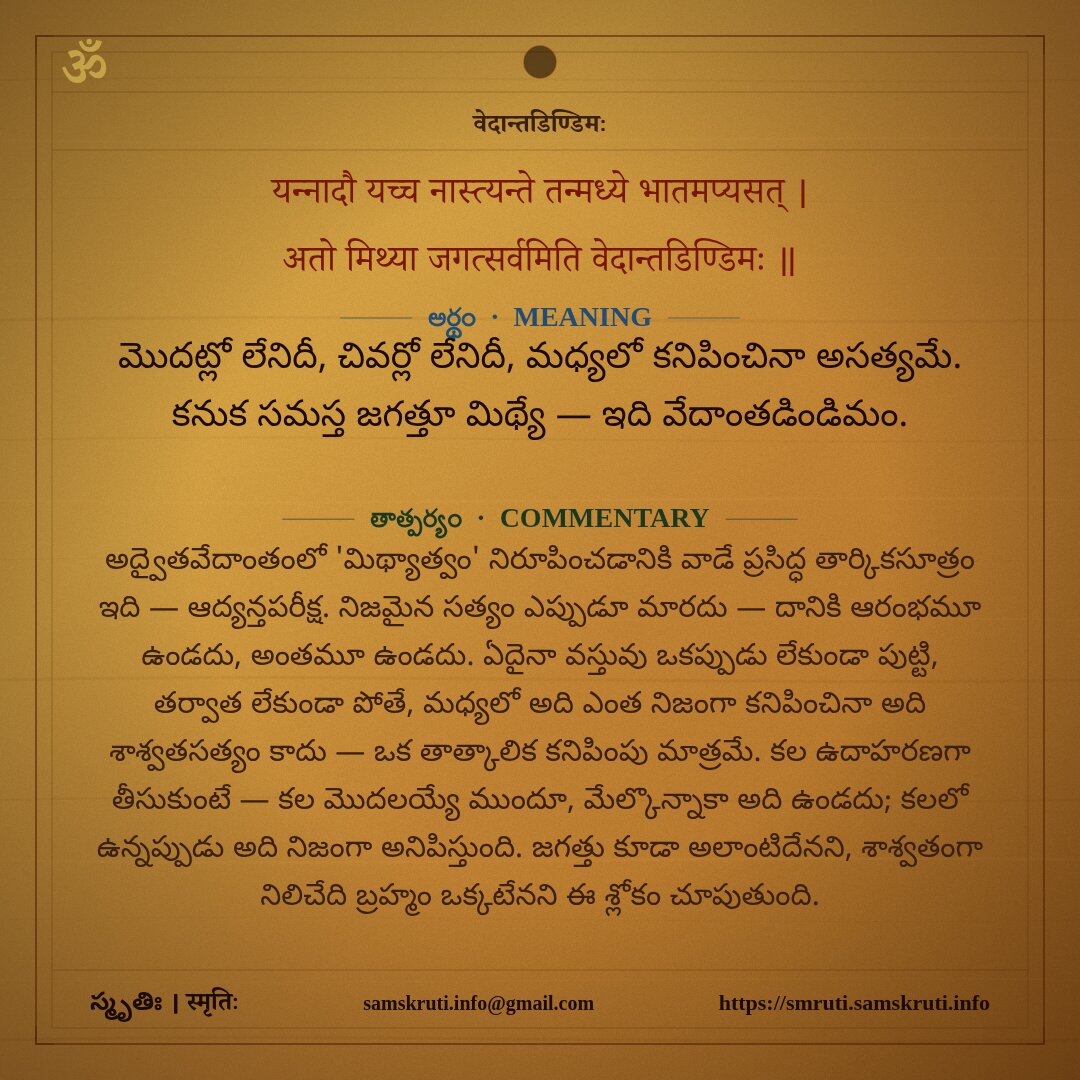 ॐ
वेदान्तडिण्डिमः
यन्नादौ यच्च नास्त्यन्ते तन्मध्ये भातमप्यसत् |
अतो मिथ्या जगत्सर्वमिति वेदान्तडिण्डिमः ||
అర్థం · MEANING
మొదట్లో లేనిదీ, చివర్లో లేనిదీ, మధ్యలో కనిపించినా అసత్యమే.
కనుక సమస్త జగత్తూ మిథ్యే — ఇది వేదాంతడిండిమం.
తాత్పర్యం · COMMENTARY
అద్వైతవేదాంతంలో 'మిథ్యాత్వం' నిరూపించడానికి వాడే ప్రసిద్ధ తార్కికసూత్రం
ఇది — ఆద్యన్తపరీక్ష. నిజమైన సత్యం ఎప్పుడూ మారదు — దానికి ఆరంభమూ
ఉండదు, అంతమూ ఉండదు. ఏదైనా వస్తువు ఒకప్పుడు లేకుండా పుట్టి,
తర్వాత లేకుండా పోతే, మధ్యలో అది ఎంత నిజంగా కనిపించినా అది
శాశ్వతసత్యం కాదు — ఒక తాత్కాలిక కనిపింపు మాత్రమే. కల ఉదాహరణగా
తీసుకుంటే — కల మొదలయ్యే ముందూ, మేల్కొన్నాకా అది ఉండదు; కలలో
ఉన్నప్పుడు అది నిజంగా అనిపిస్తుంది. జగత్తు కూడా అలాంటిదేనని, శాశ్వతంగా
నిలిచేది బ్రహ్మం ఒక్కటేనని ఈ శ్లోకం చూపుతుంది.
స్మృతిః | स्मृतिः samskruti.info@gmail.com https://smruti.samskruti.info